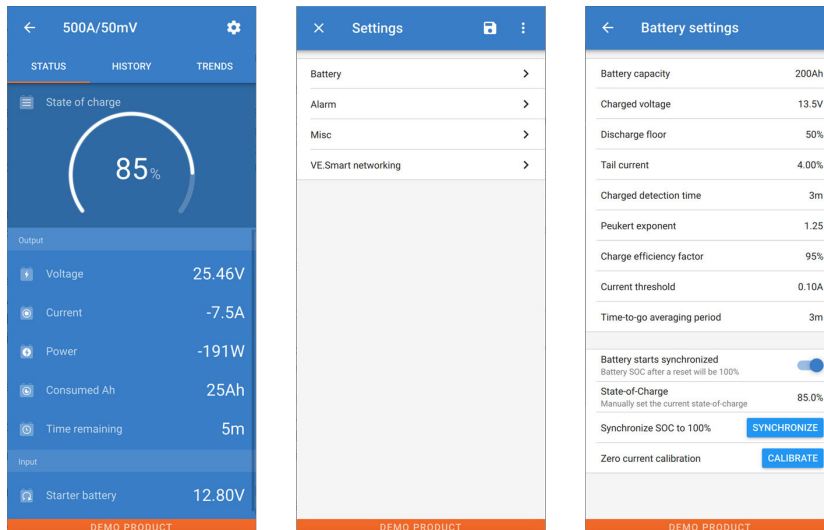 500A/50mV
STATUS HISTORY TRENDS
State of charge
85%
Output
Voltage 25.46V
Current -7.5A
Power -191W
Consumed Ah 25Ah
Time remaining 5m
Input
Starter battery 12.80V
DEMO PRODUCT
Settings
Battery
Alarm
Misc
VE.Smart networking
DEMO PRODUCT
Battery settings
Battery capacity 200Ah
Charged voltage 13.5V
Discharge floor 50%
Tail current 4.00%
Charged detection time 3m
Peukert exponent 1.25
Charge efficiency factor 95%
Current threshold 0.10A
Time-to-go averaging period 3m
Battery starts synchronized
Battery SOC after a reset will be 100%
State-of-Charge 85.0%
Manually set the current state-of-charge
Synchronize SOC to 100% SYNCHRONIZE
Zero current calibration CALIBRATE
DEMO PRODUCT